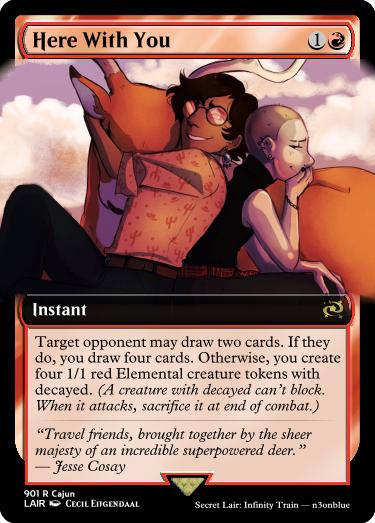 Here With You
1
Instant
Target opponent may draw two cards. If they
do, you draw four cards. Otherwise, you create
four 1/1 red Elemental creature tokens with
decayed. (A creature with decayed can't block.
When it attacks, sacrifice it at end of combat.)
"Travel friends, brought together by the sheer
majesty of an incredible superpowered deer."
— Jesse Cosay
901 R Cajun
LAIR Cecil Eijgendaal
Secret Lair: Infinity Train — n3onblue